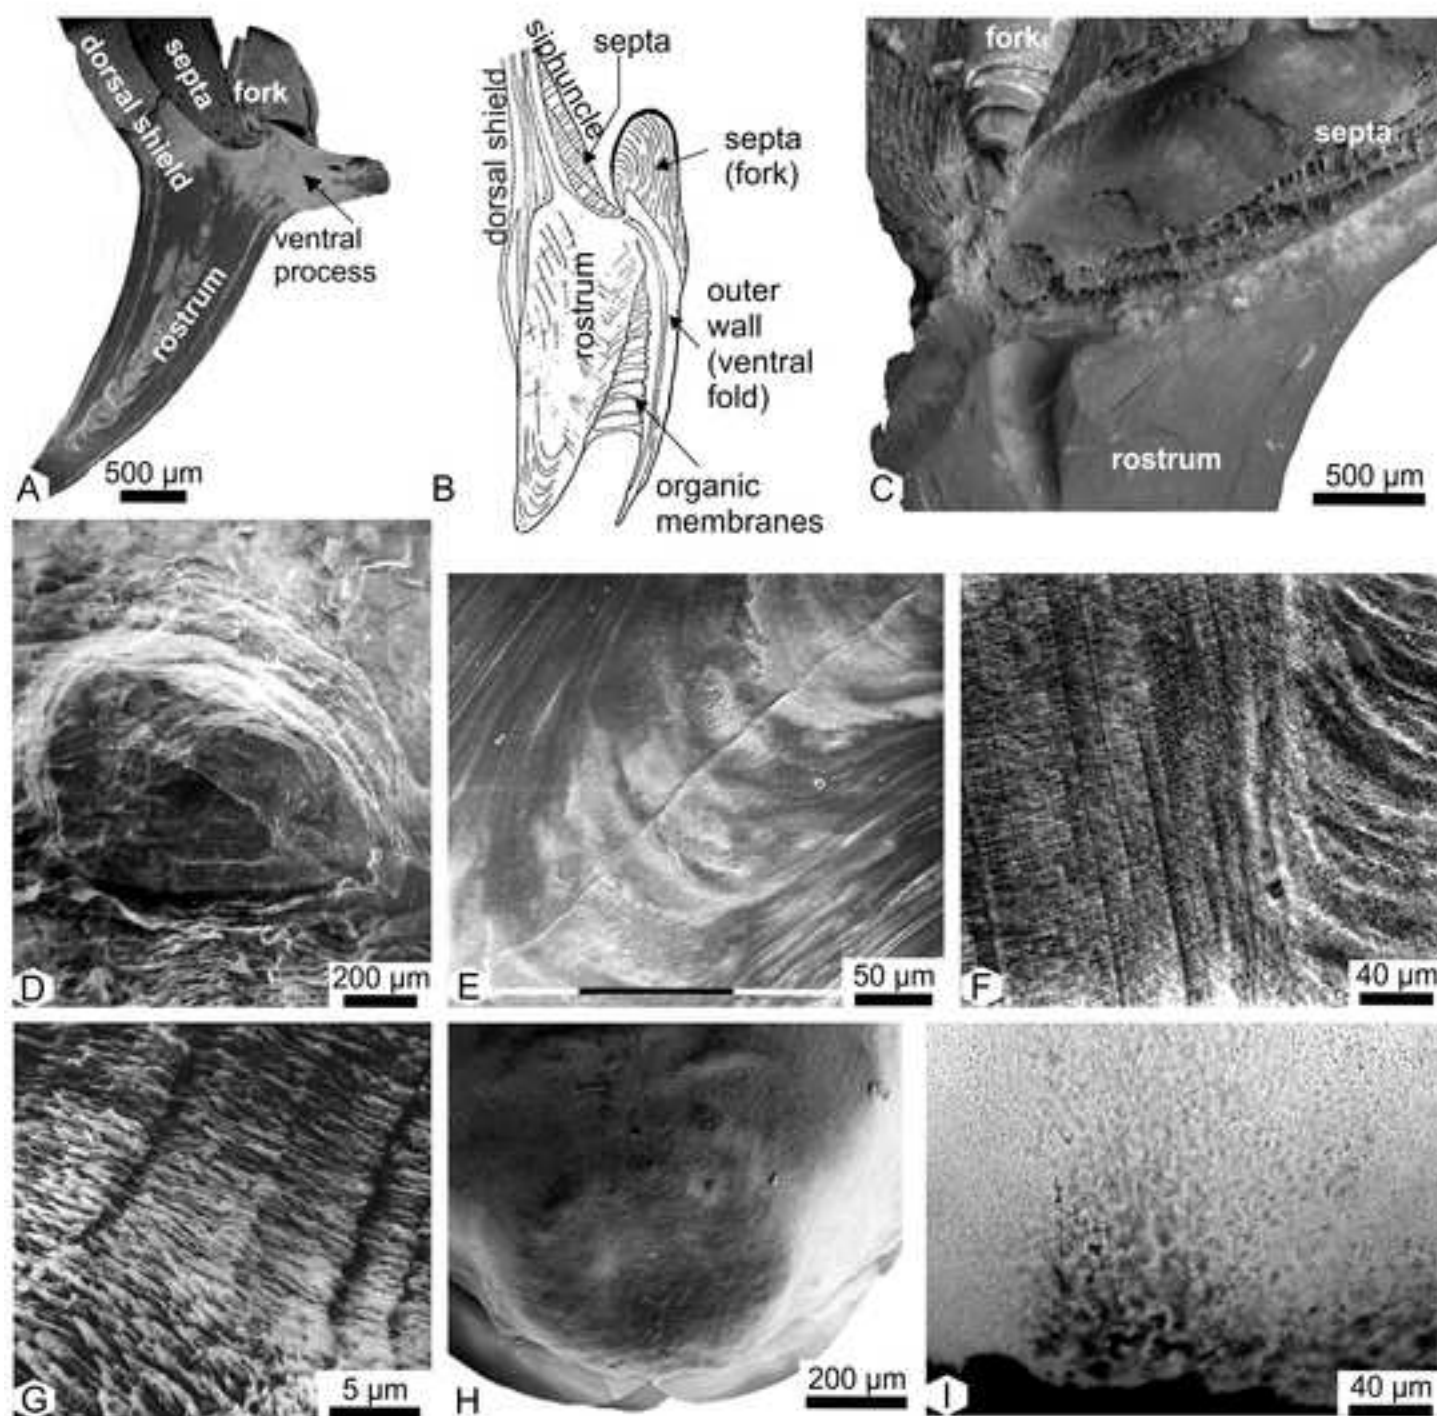 dorsal shield
septa
fork
rostrum
ventral
process
A
500 µm
siphuncle
septa
dorsal shield
septa
(fork)
rostrum
outer
wall
(ventral
fold)
organic
membranes
B
fork
septa
rostrum
C
500 µm
D
200 µm
E
50 µm
F
40 µm
G
5 µm
H
200 µm
I
40 µm